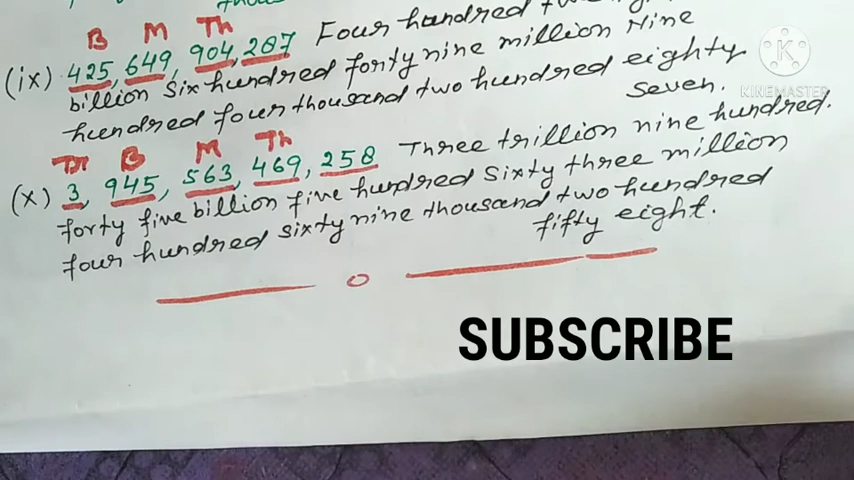 B M Th
(ix) 425,649,904,287 Four hundred
billion Six hundred forty nine million Nine
hundred four thousand two hundred eighty
seven.
Tr B M Th
(x) 3,945,563,469,258 Three trillion nine hundred.
forty five billion five hundred Sixty three million
four hundred sixty nine thousand two hundred
fifty eight.
SUBSCRIBE
K
KINEMASTER